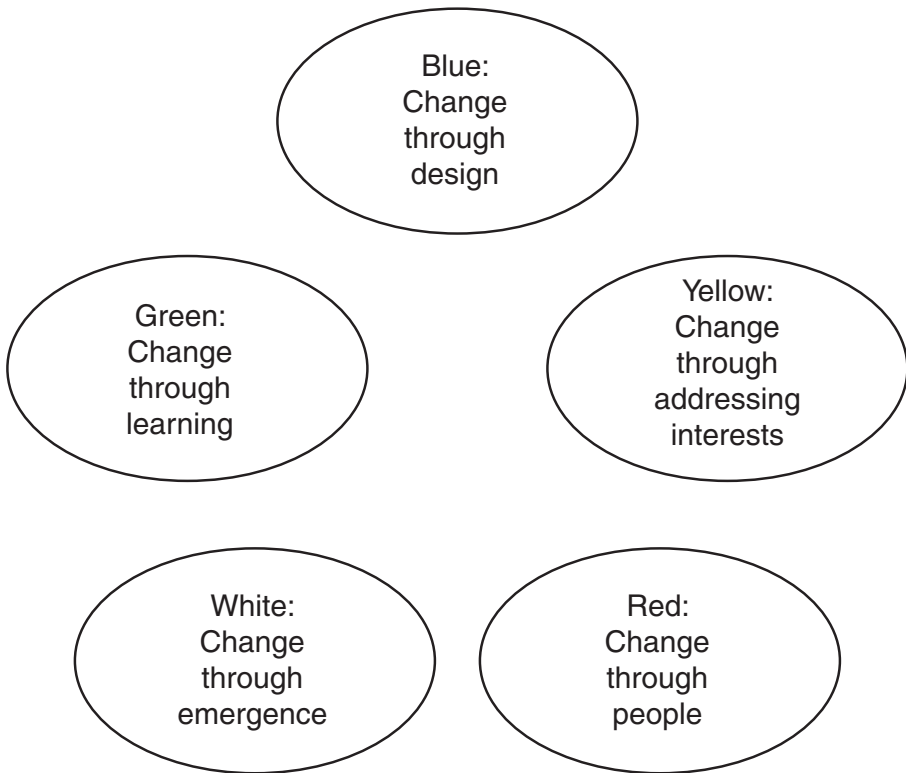 Blue:
Change
through
design
Green:
Change
through
learning
Yellow:
Change
through
addressing
interests
White:
Change
through
emergence
Red:
Change
through
people